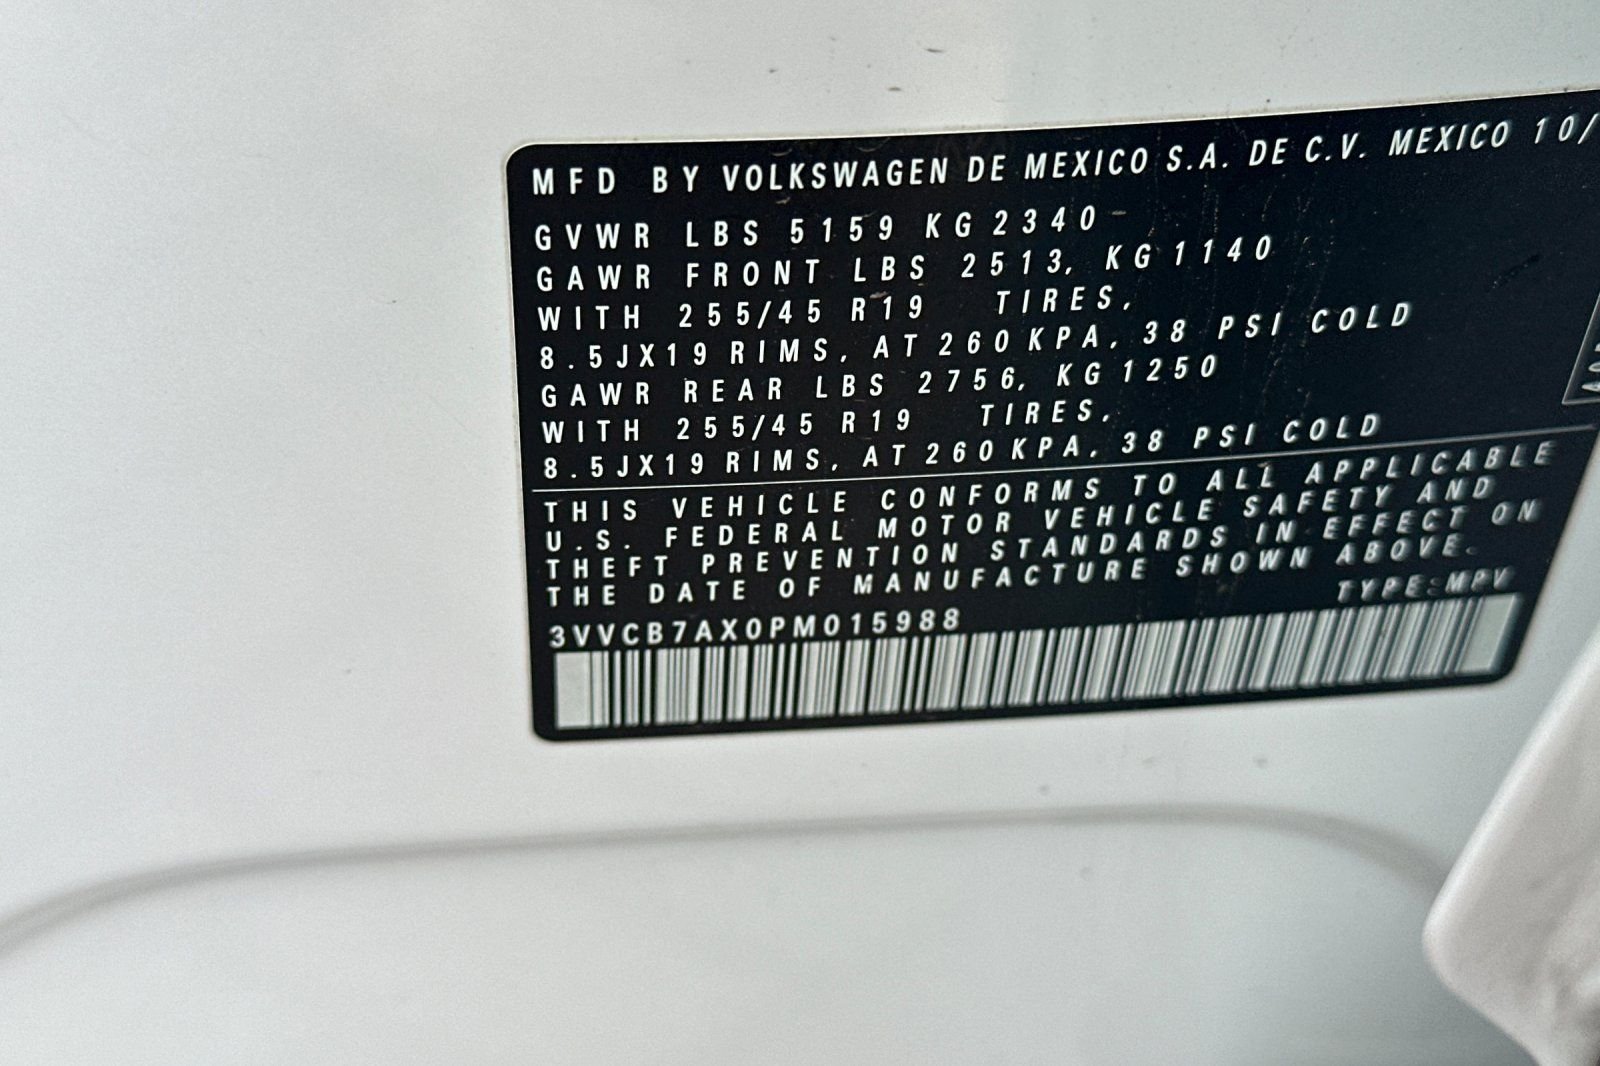 MFD BY VOLKSWAGEN DE MEXICO S.A. DE C.V. MEXICO 10/
GVWR LBS 5159 KG 2340
GAWR FRONT LBS 2513, KG 1140
WITH 255/45 R19 TIRES,
8.5JX19 RIMS, AT 260 KPA, 38 PSI COLD
GAWR REAR LBS 2756, KG 1250
WITH 255/45 R19 TIRES,
8.5JX19 RIMS, AT 260 KPA, 38 PSI COLD
THIS VEHICLE CONFORMS TO ALL APPLICABLE
U.S. FEDERAL MOTOR VEHICLE SAFETY AND
THEFT PREVENTION STANDARDS IN EFFECT ON
THE DATE OF MANUFACTURE SHOWN ABOVE.
TYPE:MPV
3VVCB7AX0PM015988